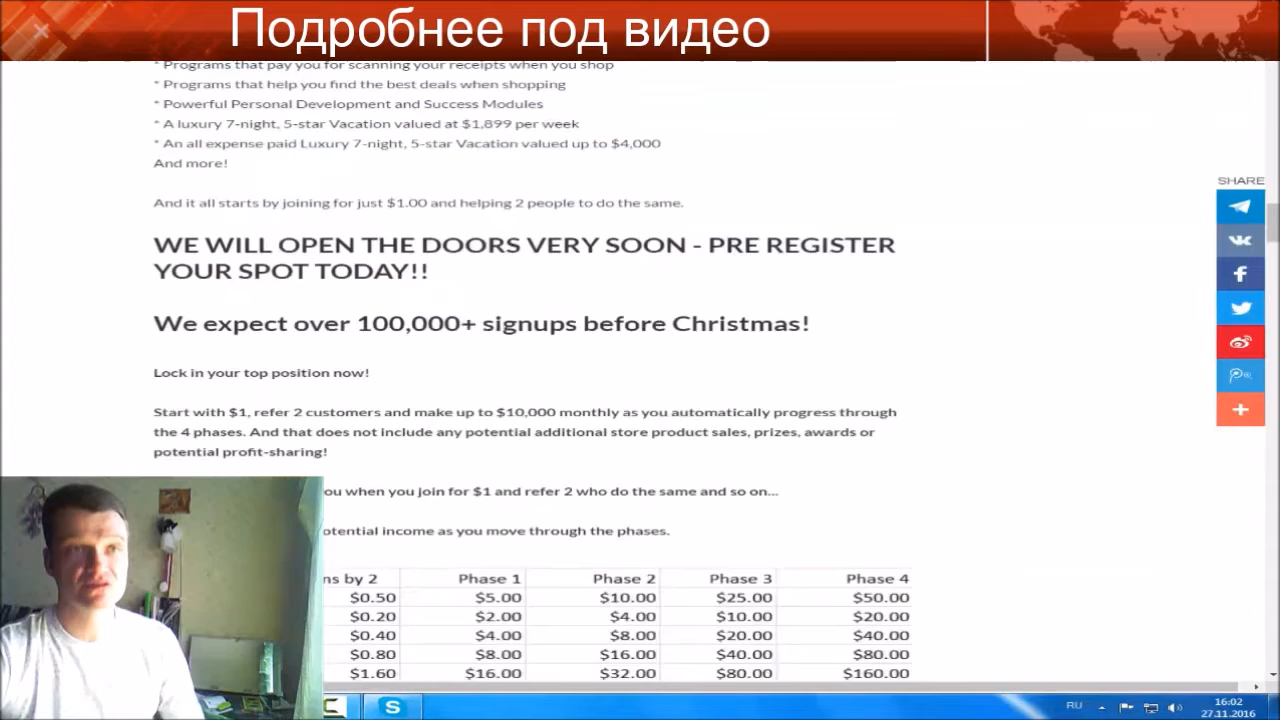 Подробнее под видео
* Programs that pay you for scanning your receipts when you shop
* Programs that help you find the best deals when shopping
* Powerful Personal Development and Success Modules
* A luxury 7-night, 5-star Vacation valued at $1,899 per week
* An all expense paid Luxury 7-night, 5-star Vacation valued up to $4,000
And more!
SHARE
And it all starts by joining for just $1.00 and helping 2 people to do the same.
WE WILL OPEN THE DOORS VERY SOON - PRE REGISTER
YOUR SPOT TODAY!!
We expect over 100,000+ signups before Christmas!
Lock in your top position now!
Start with $1, refer 2 customers and make up to $10,000 monthly as you automatically progress through
the 4 phases. And that does not include any potential additional store product sales, prizes, awards or
potential profit-sharing!
ou when you join for $1 and refer 2 who do the same and so on...
otential income as you move through the phases.
ns by 2 Phase 1 Phase 2 Phase 3 Phase 4
$0.50 $5.00 $10.00 $25.00 $50.00
$0.20 $2.00 $4.00 $10.00 $20.00
$0.40 $4.00 $8.00 $20.00 $40.00
$0.80 $8.00 $16.00 $40.00 $80.00
$1.60 $16.00 $32.00 $80.00 $160.00
RU
16:02
27.11.2016